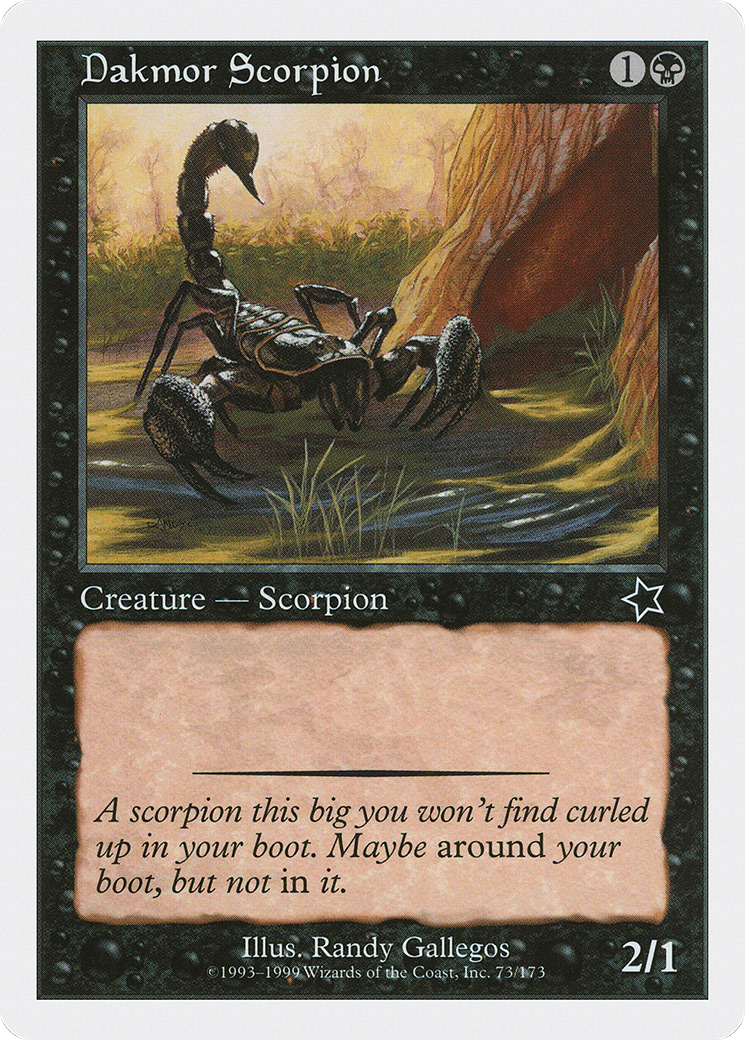 Dakmor Scorpion 1
Creature — Scorpion
A scorpion this big you won't find curled
up in your boot. Maybe around your
boot, but not in it.
Illus. Randy Gallegos
©1993–1999 Wizards of the Coast, Inc. 73/173
2/1